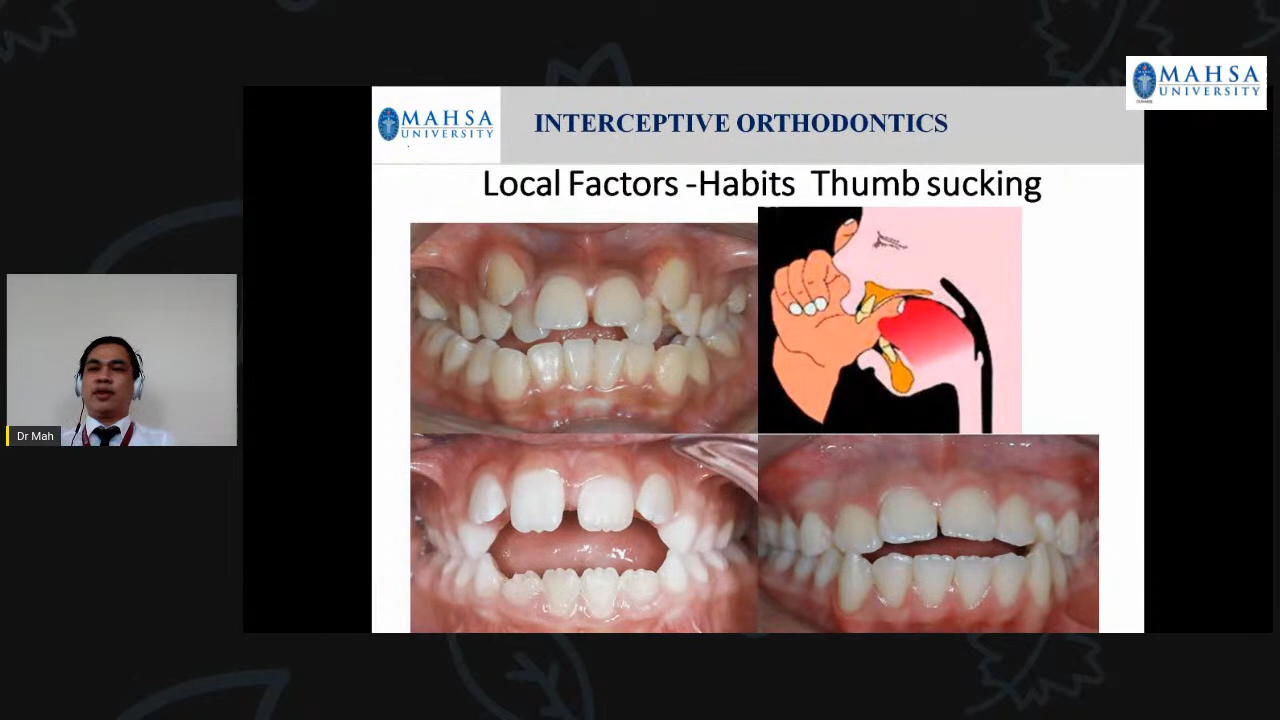 MAHSA
UNIVERSITY
MAHSA
UNIVERSITY
INTERCEPTIVE ORTHODONTICS
Local Factors -Habits Thumb sucking
Dr Mah